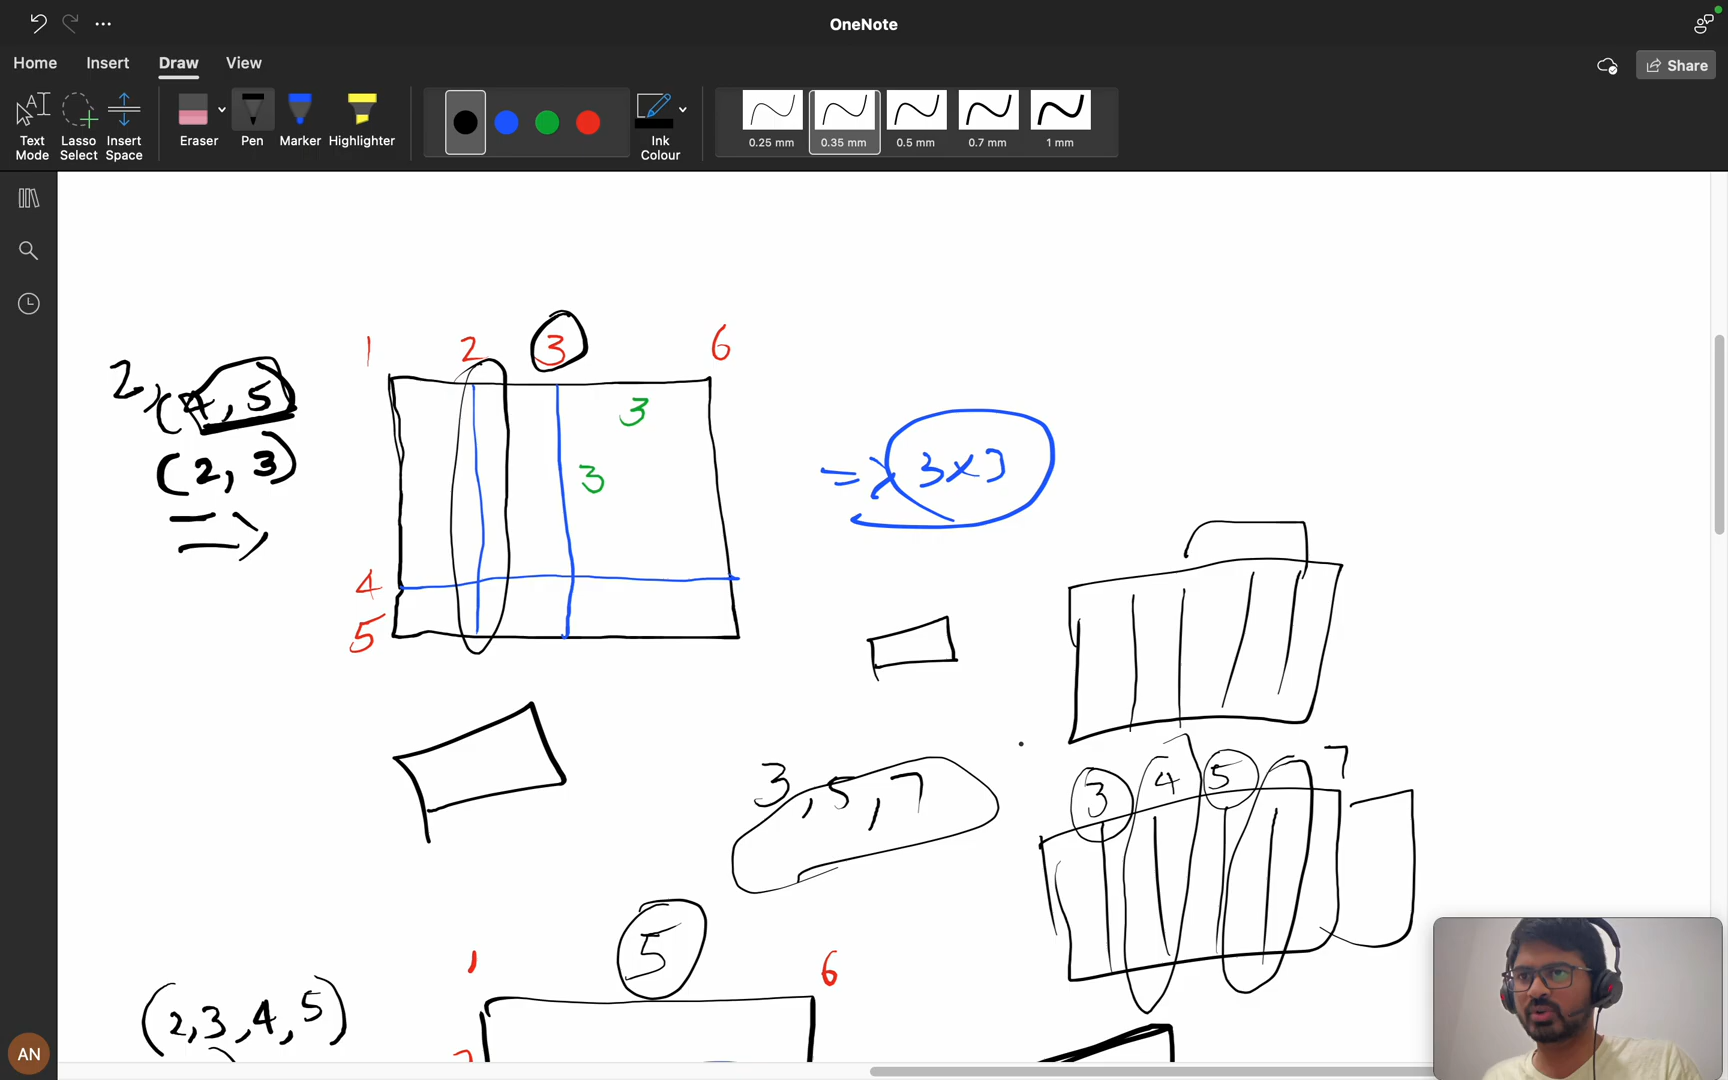 OneNote
Home Insert Draw View
Share
Text Mode
Lasso Select
Insert Space
Eraser
Pen
Marker
Highlighter
Ink Colour
0.25 mm
0.35 mm
0.5 mm
0.7 mm
1 mm
1 2 3 6
2, (4, 5)
(2, 3)
=>
3
3
=> 3x3
4
5
3, 5, 7
3 4 5 7
5
1 6
(2,3,4,5)
AN